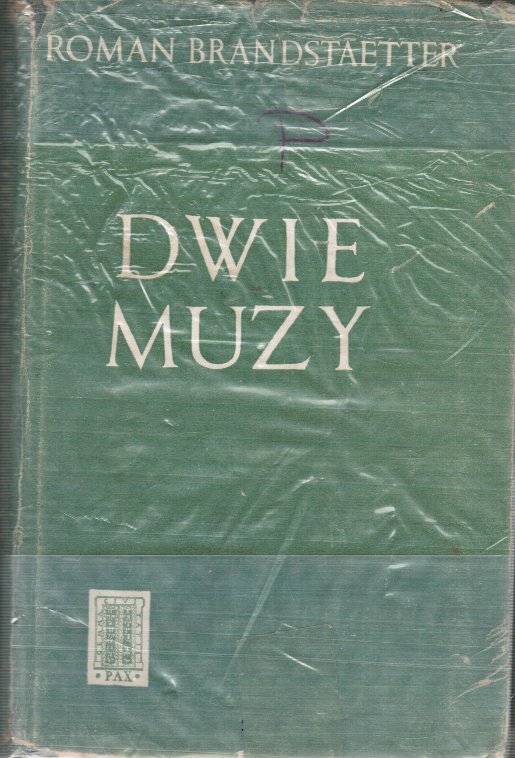 ROMAN BRANDSTAETTER
P
DWIE
MUZY
• PAX •